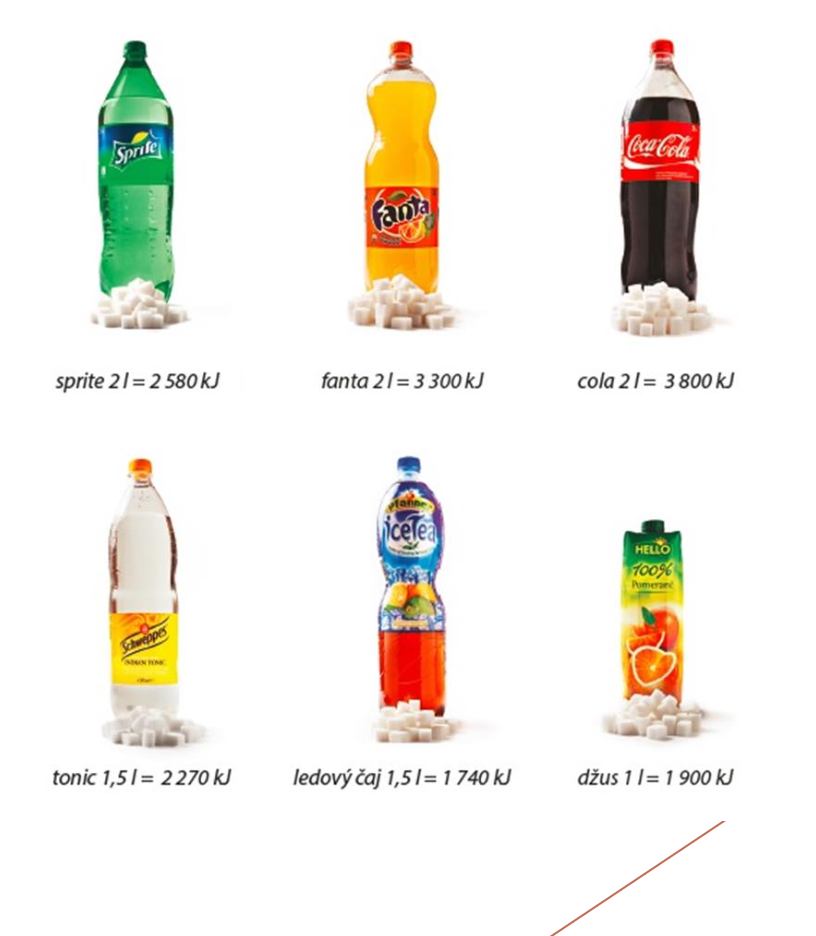 Sprite
Fanta
Coca-Cola
sprite 2 l = 2 580 kJ
fanta 2 l = 3 300 kJ
cola 2 l = 3 800 kJ
Schweppes
INDIAN TONIC
Pfanner
iceTea
HELLO
100%
Pomeranč
tonic 1,5 l = 2 270 kJ
ledový čaj 1,5 l = 1 740 kJ
džus 1 l = 1 900 kJ